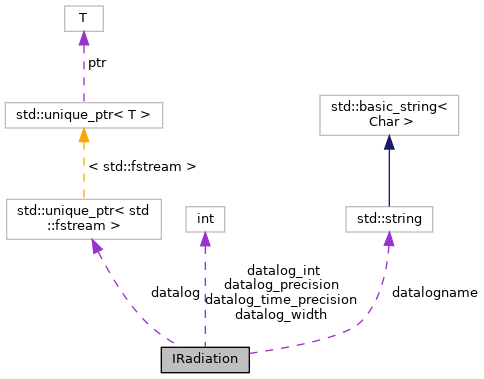 T
ptr
std::unique_ptr< T >
std::basic_string<
Char >
< std::fstream >
std::unique_ptr< std
::fstream >
int
std::string
datalog
datalog_int
datalog_precision
datalog_time_precision
datalog_width
datalogname
IRadiation